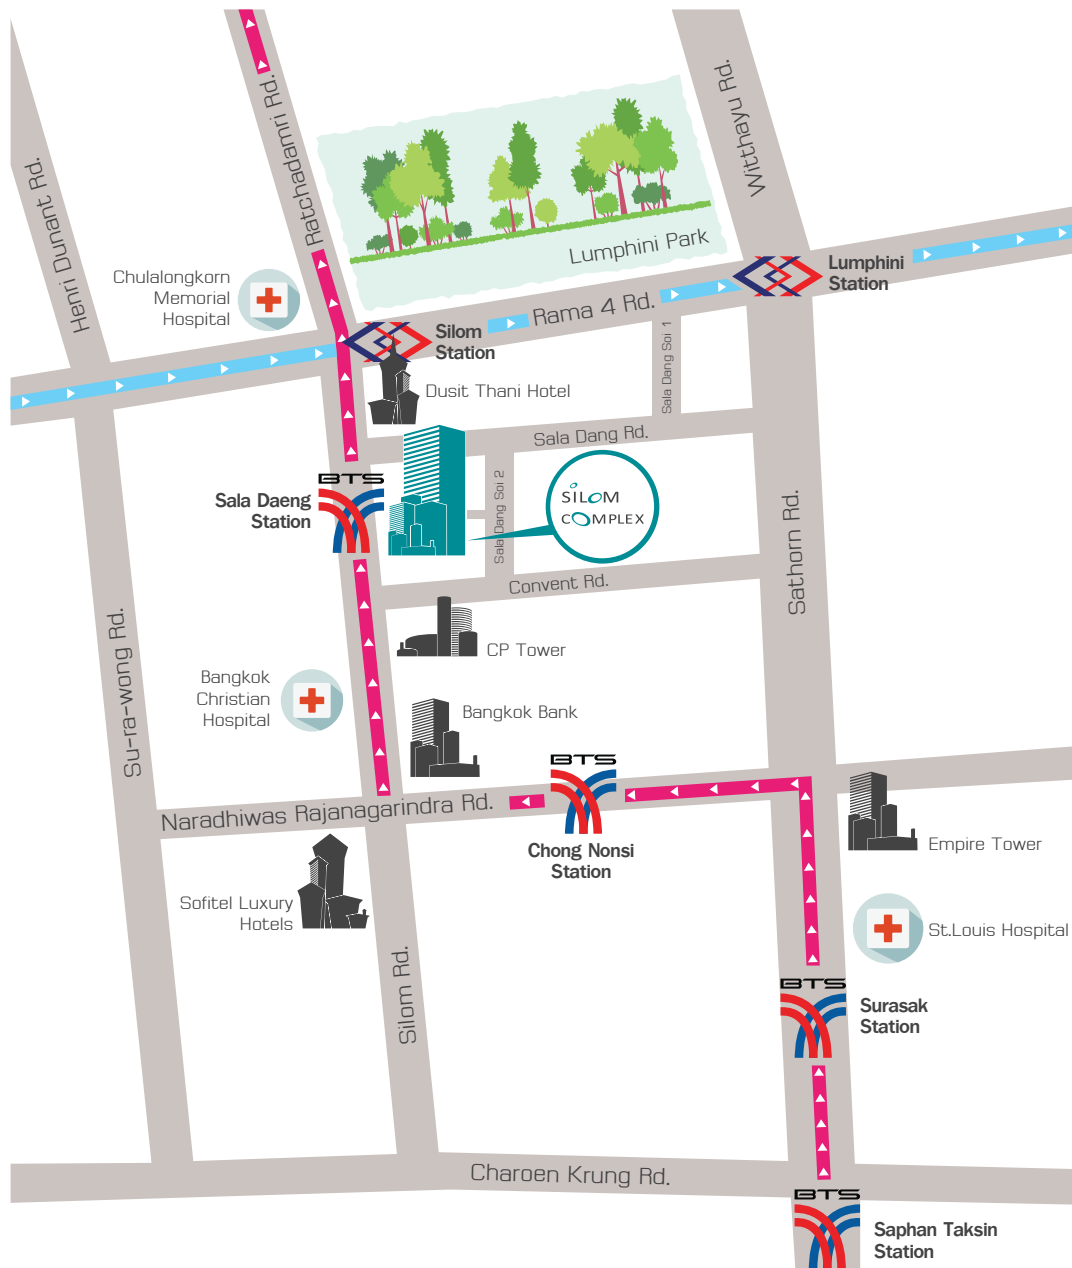 Henri Dunant Rd.
Ratchadamri Rd.
Witthayu Rd.
Lumphini Park
Chulalongkorn
Memorial
Hospital
Lumphini
Station
Rama 4 Rd.
Silom
Station
Sala Dang Soi 1
Dusit Thani Hotel
Sala Dang Rd.
BTS
Sala Daeng
Station
Sala Dang Soi 2
SILOM
COMPLEX
Sathorn Rd.
Convent Rd.
Su-ra-wong Rd.
CP Tower
Bangkok
Christian
Hospital
Bangkok Bank
BTS
Naradhiwas Rajanagarindra Rd.
Chong Nonsi
Station
Empire Tower
Sofitel Luxury
Hotels
St.Louis Hospital
Silom Rd.
BTS
Surasak
Station
Charoen Krung Rd.
BTS
Saphan Taksin
Station